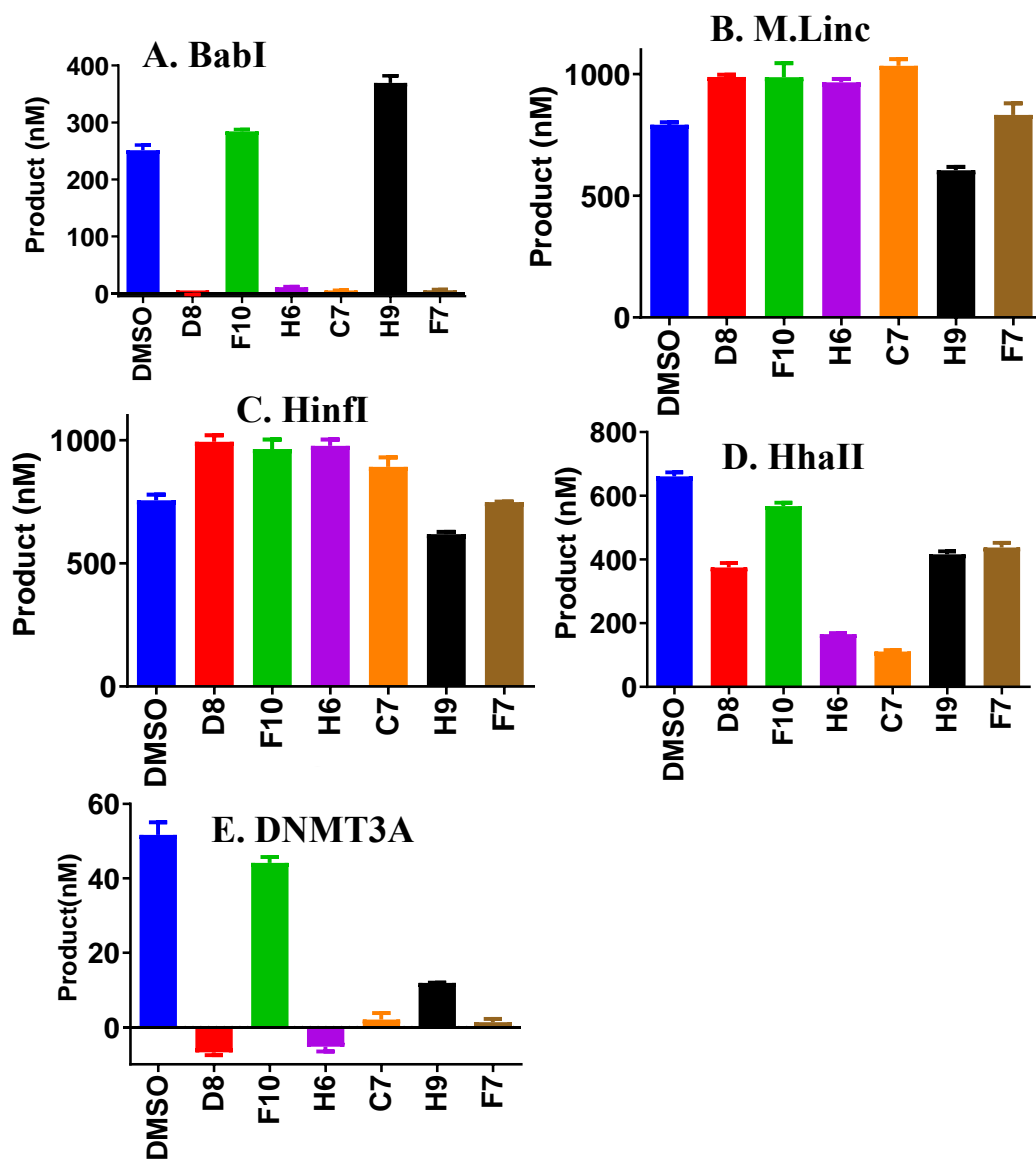 A. BabI
Product (nM)
400
300
200
100
0
DMSO
D8
F10
H6
C7
H9
F7
B. M.Linc
Product (nM)
1000
500
0
DMSO
D8
F10
H6
C7
H9
F7
C. HinfI
Product (nM)
1000
500
0
DMSO
D8
F10
H6
C7
H9
F7
D. HhaII
Product (nM)
800
600
400
200
0
DMSO
D8
F10
H6
C7
H9
F7
E. DNMT3A
Product(nM)
60
40
20
0
DMSO
D8
F10
H6
C7
H9
F7